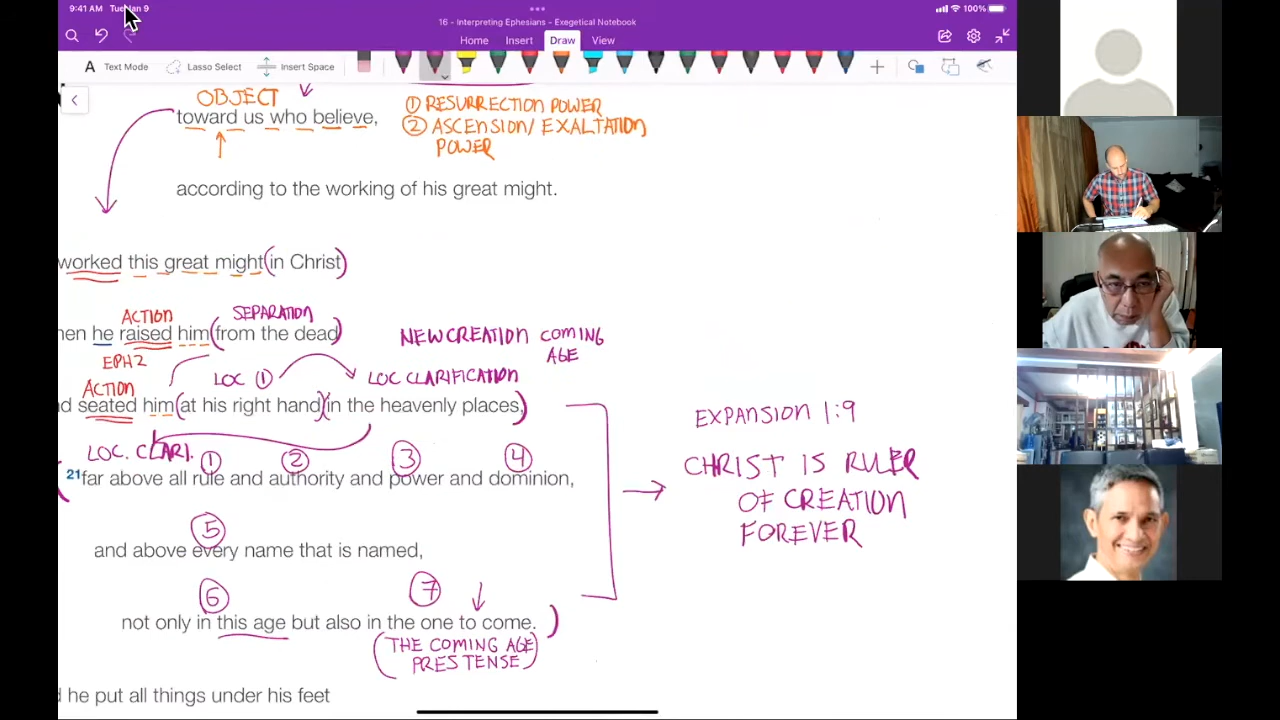 9:41 AM Tue Jan 9
100%
16 - Interpreting Ephesians - Exegetical Notebook
Home Insert Draw View
A Text Mode Lasso Select Insert Space
OBJECT
toward us who believe,
① RESURRECTION POWER
② ASCENSION/EXALTATION
POWER
according to the working of his great might.
worked this great might (in Christ)
ACTION SEPARATION
hen he raised him (from the dead)
NEW CREATION COMING
AGE
EPH 2
LOC ① LOC CLARIFICATION
ACTION
d seated him (at his right hand)(in the heavenly places,)
EXPANSION 1:9
CHRIST IS RULER
OF CREATION
FOREVER
LOC. CLARI. ① ② ③ ④
(21far above all rule and authority and power and dominion,
⑤
and above every name that is named,
⑥ ⑦
not only in this age but also in the one to come. )
(THE COMING AGE
PRES TENSE)
d he put all things under his feet